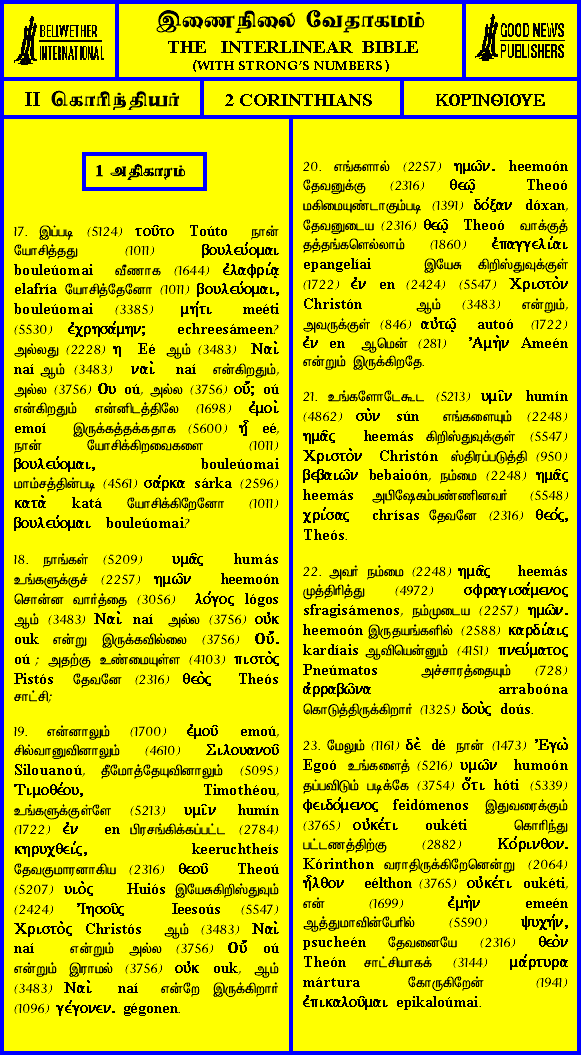 BELLWETHER
INTERNATIONAL
இணைநிலை வேதாகமம்
THE INTERLINEAR BIBLE
(WITH STRONG'S NUMBERS)
GOOD NEWS
PUBLISHERS
II கொரிந்தியர்
2 CORINTHIANS
ΚΟΡΙΝΘΙΟΥΕ
1 அதிகாரம்
17. இப்படி (5124) τοῦτο Toúto நான்
யோசித்தது (1011) βουλεύομαι
bouleúomai வீணாக (1644) ἐλαφρίᾳ
elafría யோசித்தேனோ (1011) βουλεύομαι,
bouleúomai (3385) μήτι meéti
(5530) ἐχρησάμην; echreesámeen?
அல்லது (2228) η Eé ஆம் (3483) Ναὶ
naí ஆம் (3483) ναὶ naí என்கிறதும்,
அல்ல (3756) Ου oú, அல்ல (3756) οὔ; oú
என்கிறதும் என்னிடத்திலே (1698) ἐμοὶ
emoí இருக்கத்தக்கதாக (5600) ᾖ eé,
நான் யோசிக்கிறவைகளை (1011)
βουλεύομαι, bouleúomai
மாம்சத்தின்படி (4561) σάρκα sárka (2596)
κατὰ katá யோசிக்கிறேனோ (1011)
βουλεύομαι bouleúomai?
18. நாங்கள் (5209) υμᾶς humás
உங்களுக்குச் (2257) ημῶν heemoón
சொன்ன வார்த்தை (3056) λόγος lógos
ஆம் (3483) Ναὶ naí அல்ல (3756) οὐκ
ouk என்று இருக்கவில்லை (3756) Οὔ.
oú ; அதற்கு உண்மையுள்ள (4103) πιστὸς
Pistós தேவனே (2316) θεὸς Theós
சாட்சி;
19. என்னாலும் (1700) ἐμοῦ emoú,
சில்வானுவினாலும் (4610) Σιλουανοῦ
Silouanoú, தீமோத்தேயுவினாலும் (5095)
Τιμοθέου, Timothéou,
உங்களுக்குள்ளே (5213) υμῖν humín
(1722) ἐν en பிரசங்கிக்கப்பட்ட (2784)
κηρυχθείς, keeruchtheís
தேவகுமாரனாகிய (2316) θεοῦ Theoú
(5207) υιὸς Huiós இயேசுகிறிஸ்துவும்
(2424) Ἰησοῦς Ieesoús (5547)
Χριστὸς Christós ஆம் (3483) Ναὶ
naí என்றும் அல்ல (3756) Οὔ oú
என்றும் இராமல் (3756) οὐκ ouk, ஆம்
(3483) Ναὶ naí என்றே இருக்கிறார்
(1096) γέγονεν. gégonen.
20. எங்களால் (2257) ημῶν. heemoón
தேவனுக்கு (2316) θεῷ Theoó
மகிமையுண்டாகும்படி (1391) δόξαν dóxan,
தேவனுடைய (2316) θεῷ Theoó வாக்குத்
தத்தங்களெல்லாம் (1860) ἐπαγγελίαι
epangelíai இயேசு கிறிஸ்துவுக்குள்
(1722) ἐν en (2424) (5547) Χριστὸν
Christón ஆம் (3483) என்றும்,
அவருக்குள் (846) αὐτῷ autoó (1722)
ἐν en ஆமென் (281) Ἀμὴν Ameén
என்றும் இருக்கிறதே.
21. உங்களோடேகூட (5213) υμῖν humín
(4862) σὺν sún எங்களையும் (2248)
ημᾶς heemás கிறிஸ்துவுக்குள் (5547)
Χριστὸν Christón ஸ்திரப்படுத்தி (950)
βεβαιῶν bebaioón, நம்மை (2248) ημᾶς
heemás அபிஷேகம்பண்ணினவர் (5548)
χρίσας chrísas தேவனே (2316) θεός,
Theós.
22. அவர் நம்மை (2248) ημᾶς heemás
முத்திரித்து (4972) σφραγισάμενος
sfragisámenos, நம்முடைய (2257) ημῶν.
heemoón இருதயங்களில் (2588) καρδίαις
kardíais ஆவியென்னும் (4151) πνεύματος
Pneúmatos அச்சாரத்தையும் (728)
ἀρραβῶνα arraboóna
கொடுத்திருக்கிறார் (1325) δοὺς doús.
23. மேலும் (1161) δὲ dé நான் (1473) Ἐγὼ
Egoó உங்களைத் (5216) υμῶν humoón
தப்பவிடும் படிக்கே (3754) ὅτι hóti (5339)
φειδόμενος feidómenos இதுவரைக்கும்
(3765) οὐκέτι oukéti கொரிந்து
பட்டணத்திற்கு (2882) Κόρινθον.
Kórinthon வராதிருக்கிறேனென்று (2064)
ἦλθον eélthon (3765) οὐκέτι oukéti,
என் (1699) ἐμὴν emeén
ஆத்துமாவின்பேரில் (5590) ψυχήν,
psucheén தேவனையே (2316) θεὸν
Theón சாட்சியாகக் (3144) μάρτυρα
mártura கோருகிறேன் (1941)
ἐπικαλοῦμαι epikaloúmai.